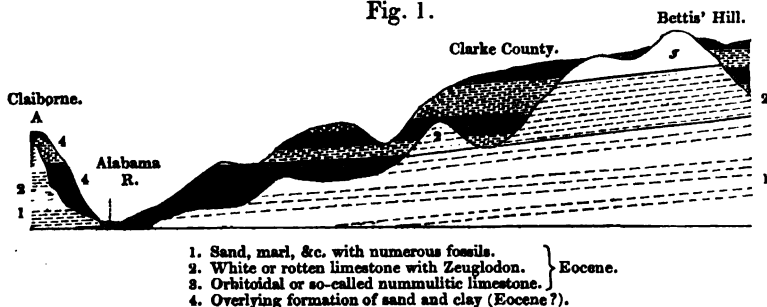 Fig. 1.
Bettis' Hill.
Clarke County.
Claiborne.
A
Alabama
R.
4
4
2
1
2
3
2
1
1. Sand, marl, &c. with numerous fossils.
2. White or rotten limestone with Zeuglodon.
3. Orbitoidal or so-called nummulitic limestone.
Eocene.
4. Overlying formation of sand and clay (Eocene?).